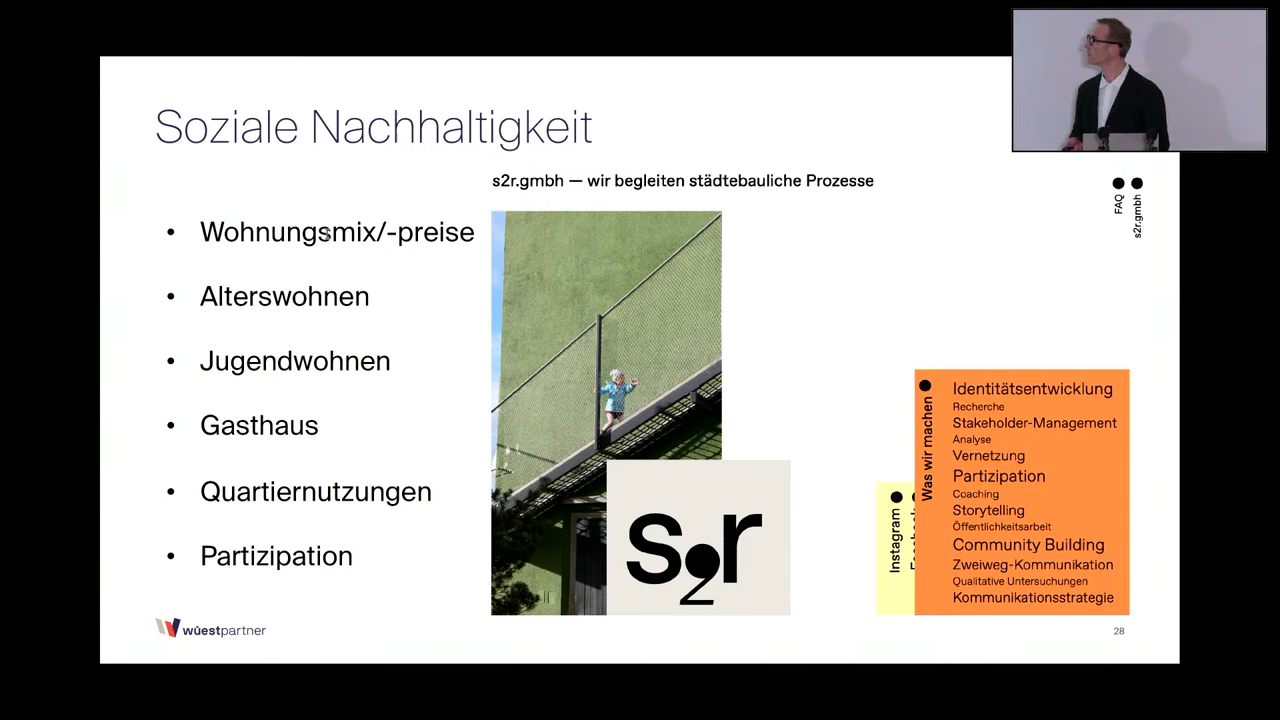 Soziale Nachhaltigkeit
s2r.gmbh — wir begleiten städtebauliche Prozesse
FAQ
s2r.gmbh
• Wohnungsmix/-preise
• Alterswohnen
• Jugendwohnen
• Gasthaus
• Quartiernutzungen
• Partizipation
s2r
Instagram
Was wir machen
Identitätsentwicklung
Recherche
Stakeholder-Management
Analyse
Vernetzung
Partizipation
Coaching
Storytelling
Öffentlichkeitsarbeit
Community Building
Zweiweg-Kommunikation
Qualitative Untersuchungen
Kommunikationsstrategie
wüestpartner
28